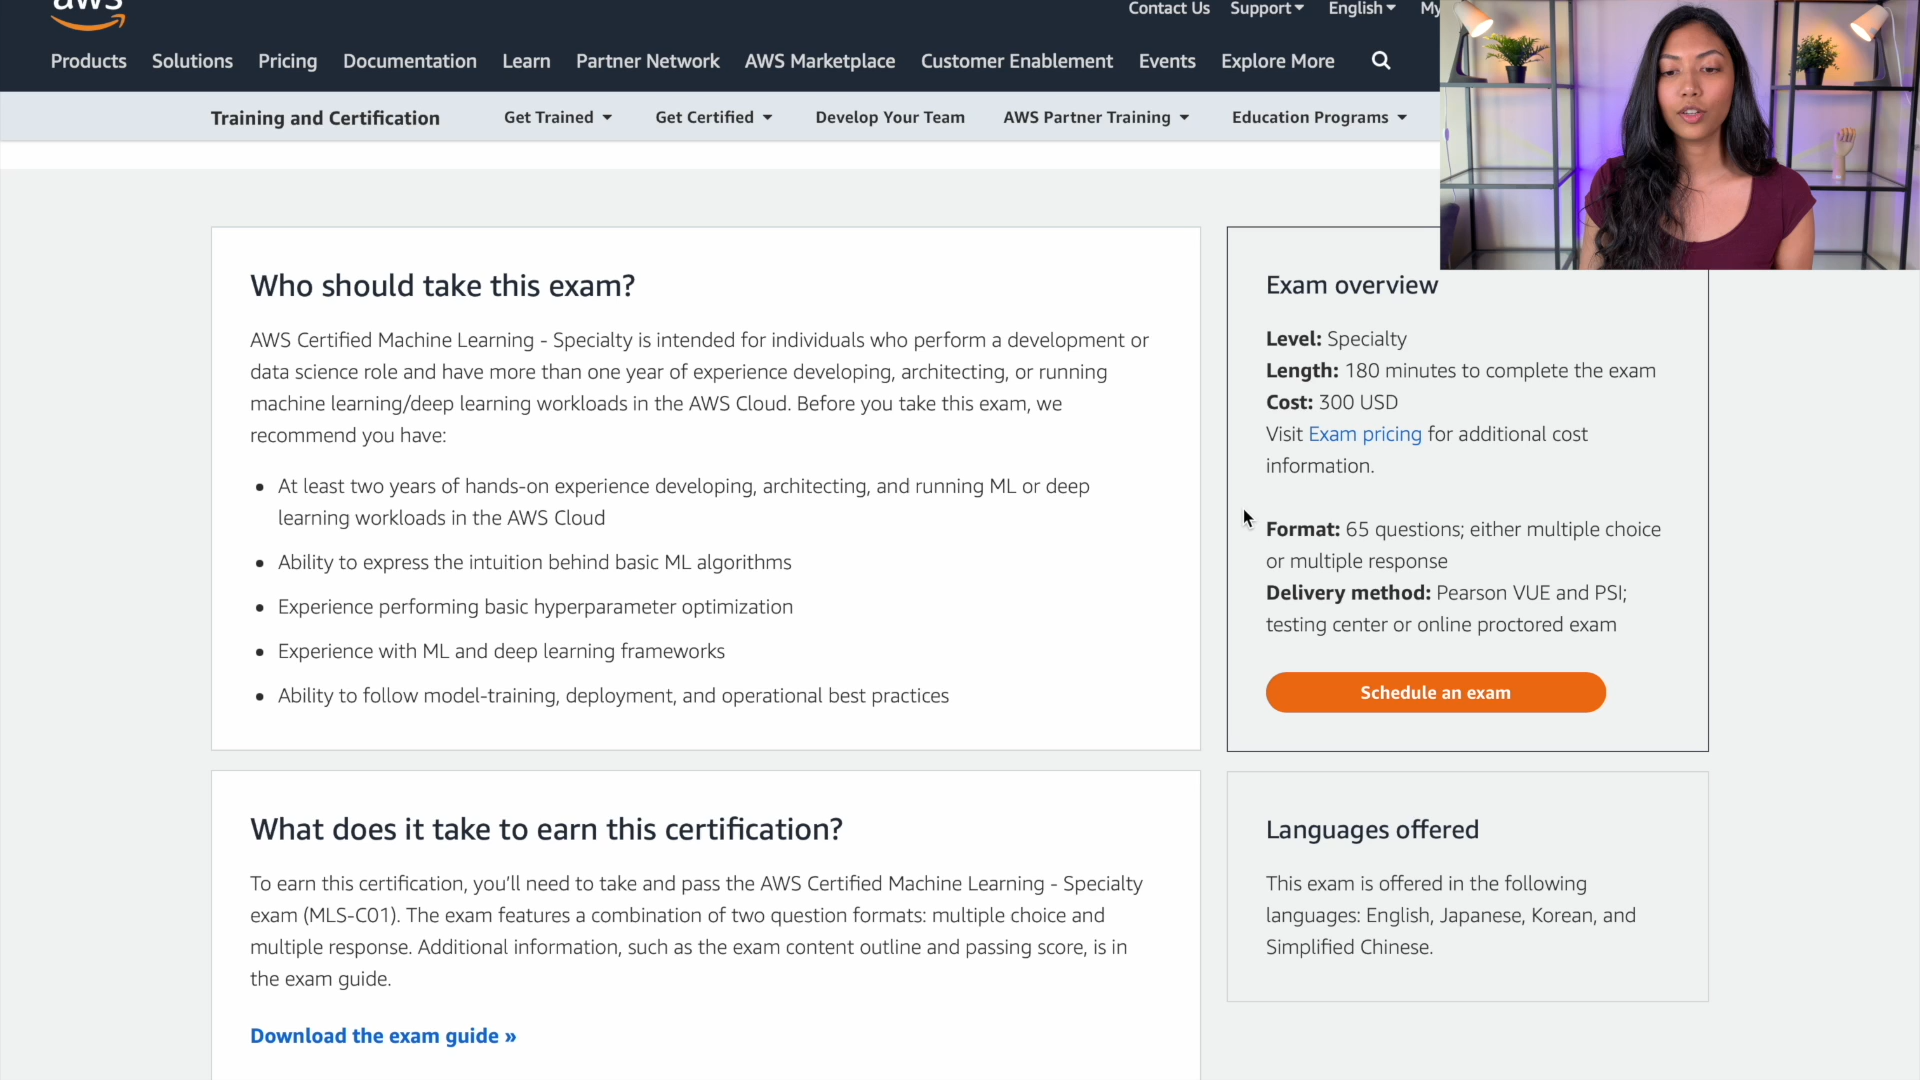 aws
Contact Us Support English My
Products Solutions Pricing Documentation Learn Partner Network AWS Marketplace Customer Enablement Events Explore More
Training and Certification Get Trained Get Certified Develop Your Team AWS Partner Training Education Programs
Who should take this exam?
AWS Certified Machine Learning - Specialty is intended for individuals who perform a development or
data science role and have more than one year of experience developing, architecting, or running
machine learning/deep learning workloads in the AWS Cloud. Before you take this exam, we
recommend you have:
• At least two years of hands-on experience developing, architecting, and running ML or deep
learning workloads in the AWS Cloud
• Ability to express the intuition behind basic ML algorithms
• Experience performing basic hyperparameter optimization
• Experience with ML and deep learning frameworks
• Ability to follow model-training, deployment, and operational best practices
Exam overview
Level: Specialty
Length: 180 minutes to complete the exam
Cost: 300 USD
Visit Exam pricing for additional cost
information.
Format: 65 questions; either multiple choice
or multiple response
Delivery method: Pearson VUE and PSI;
testing center or online proctored exam
Schedule an exam
What does it take to earn this certification?
To earn this certification, you'll need to take and pass the AWS Certified Machine Learning - Specialty
exam (MLS-C01). The exam features a combination of two question formats: multiple choice and
multiple response. Additional information, such as the exam content outline and passing score, is in
the exam guide.
Download the exam guide »
Languages offered
This exam is offered in the following
languages: English, Japanese, Korean, and
Simplified Chinese.